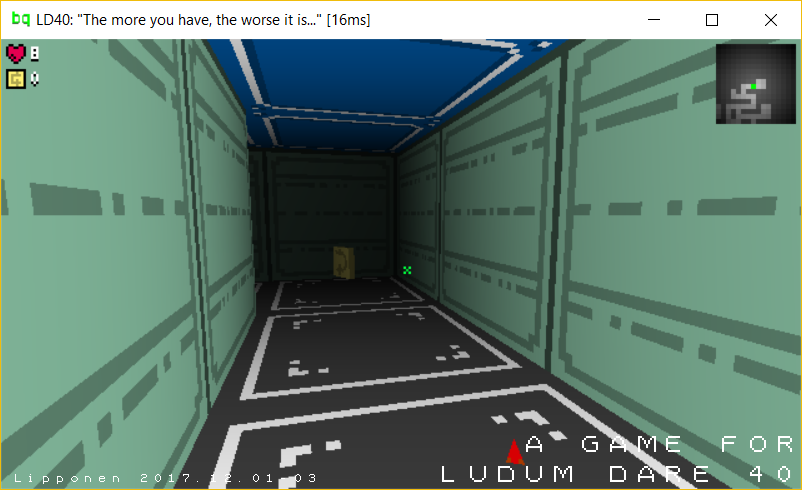 bq LD40: "The more you have, the worse it is..." [16ms]
8
0
A GAME FOR
LUDUM DARE 40
Lipponen 2017.12.01-03